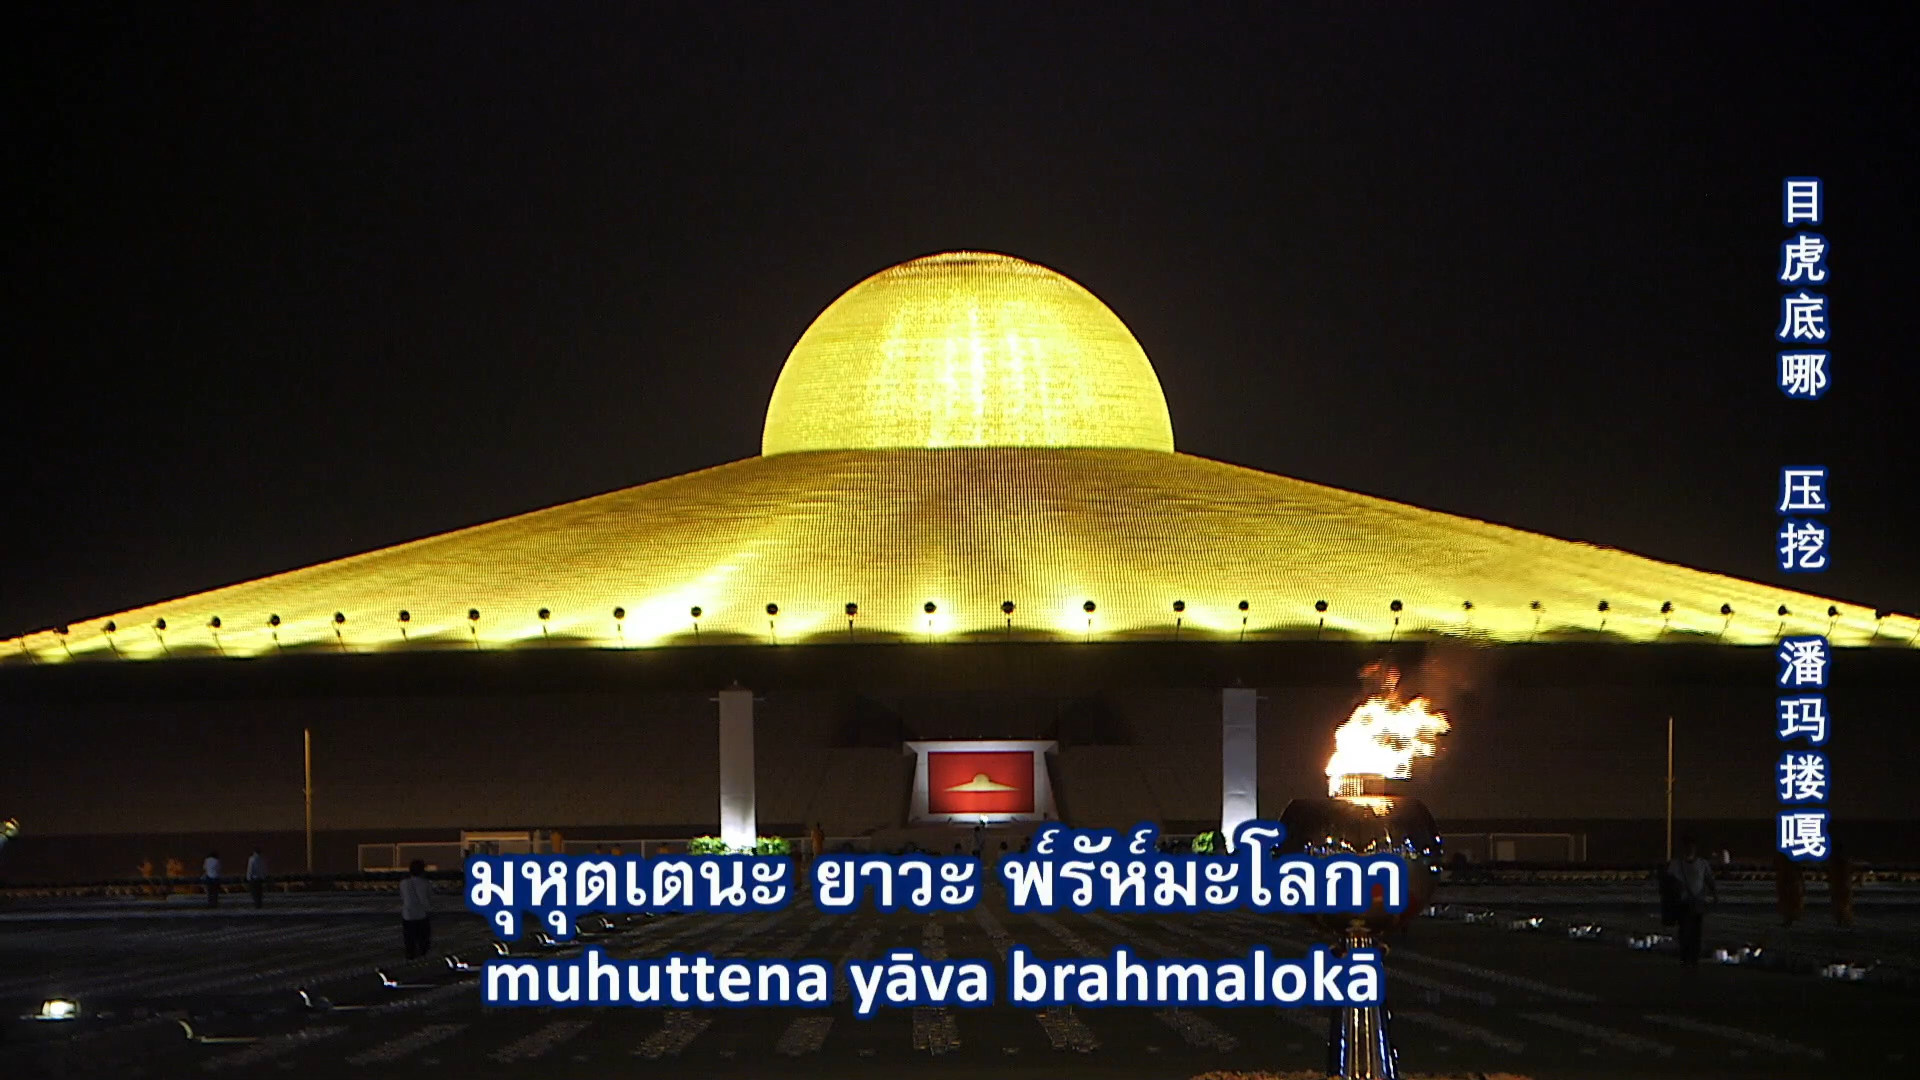 目虎底哪 压挖 潘玛搂嘎
มุหุตเตนะ ยาวะ พ๎รัห๎มะโลกา
muhuttena yāva brahmalokā